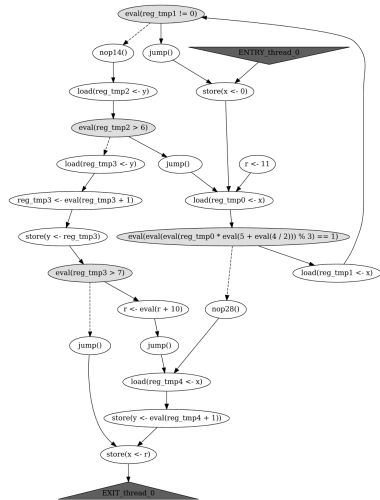 eval(reg_tmp1 != 0)
nop14()
jump()
ENTRY_thread_0
load(reg_tmp2 <- y)
store(x <- 0)
eval(reg_tmp2 > 6)
load(reg_tmp3 <- y)
jump()
r <- 11
reg_tmp3 <- eval(reg_tmp3 + 1)
load(reg_tmp0 <- x)
store(y <- reg_tmp3)
eval(eval(eval(reg_tmp0 * eval(5 + eval(4 / 2))) % 3) == 1)
eval(reg_tmp3 > 7)
load(reg_tmp1 <- x)
r <- eval(r + 10)
nop28()
jump()
jump()
load(reg_tmp4 <- x)
store(y <- eval(reg_tmp4 + 1))
store(x <- r)
EXIT_thread_0